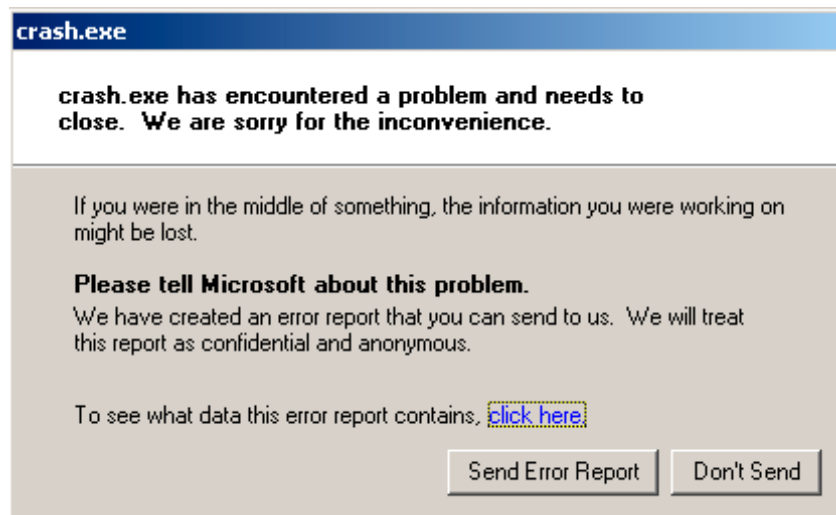 crash.exe
crash.exe has encountered a problem and needs to
close.  We are sorry for the inconvenience.
If you were in the middle of something, the information you were working on
might be lost.
Please tell Microsoft about this problem.
We have created an error report that you can send to us.  We will treat
this report as confidential and anonymous.
To see what data this error report contains, click here.
Send Error Report
Don't Send